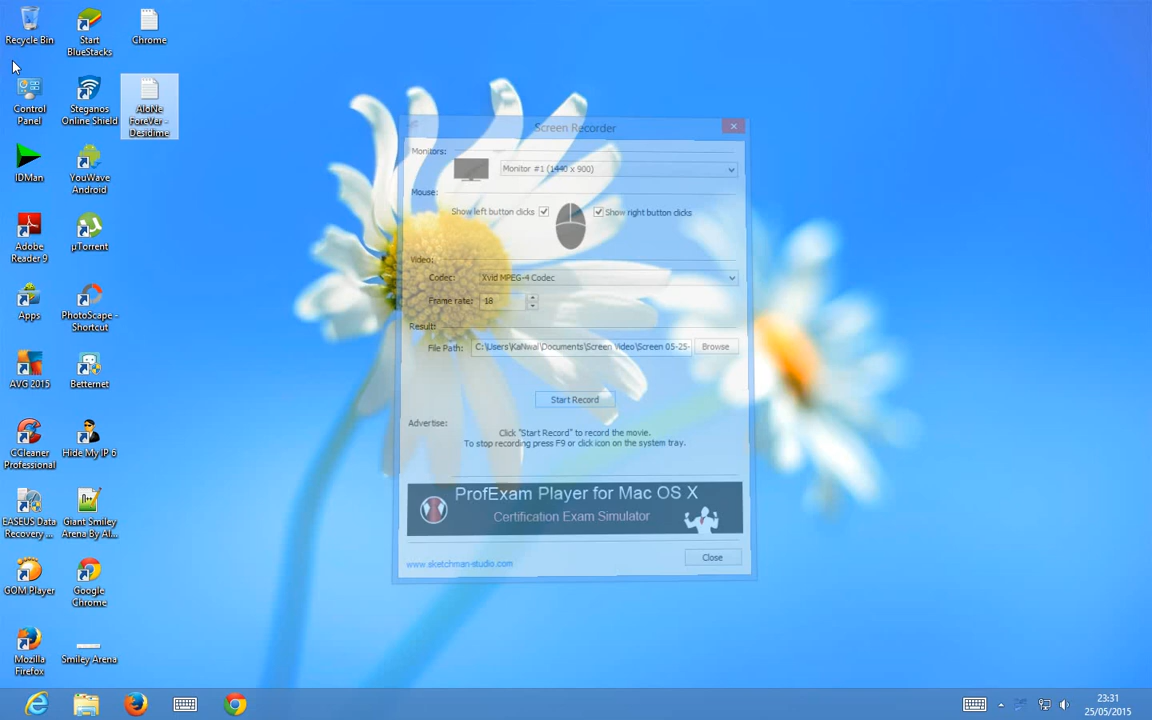 Recycle Bin
Start
BlueStacks
Chrome
Control
Panel
Steganos
Online Shield
AloNe
ForeVer -
Desidime
IDMan
YouWave
Android
Adobe
Reader 9
µTorrent
Apps
PhotoScape -
Shortcut
AVG 2015
Betternet
CCleaner
Professional
Hide My IP 6
EASEUS Data
Recovery ...
Giant Smiley
Arena By Al...
GOM Player
Google
Chrome
Mozilla
Firefox
Smiley Arena
Screen Recorder
Monitors:
Monitor #1 (1440 x 900)
Mouse:
Show left button clicks
Show right button clicks
Video:
Codec: Xvid MPEG-4 Codec
Frame rate: 18
Result:
File Path: C:\Users\KaNwal\Documents\Screen Video\Screen 05-25-
Browse
Start Record
Advertise:
Click "Start Record" to record the movie.
To stop recording press F9 or click icon on the system tray.
ProfExam Player for Mac OS X
Certification Exam Simulator
www.sketchman-studio.com
Close
23:31
25/05/2015